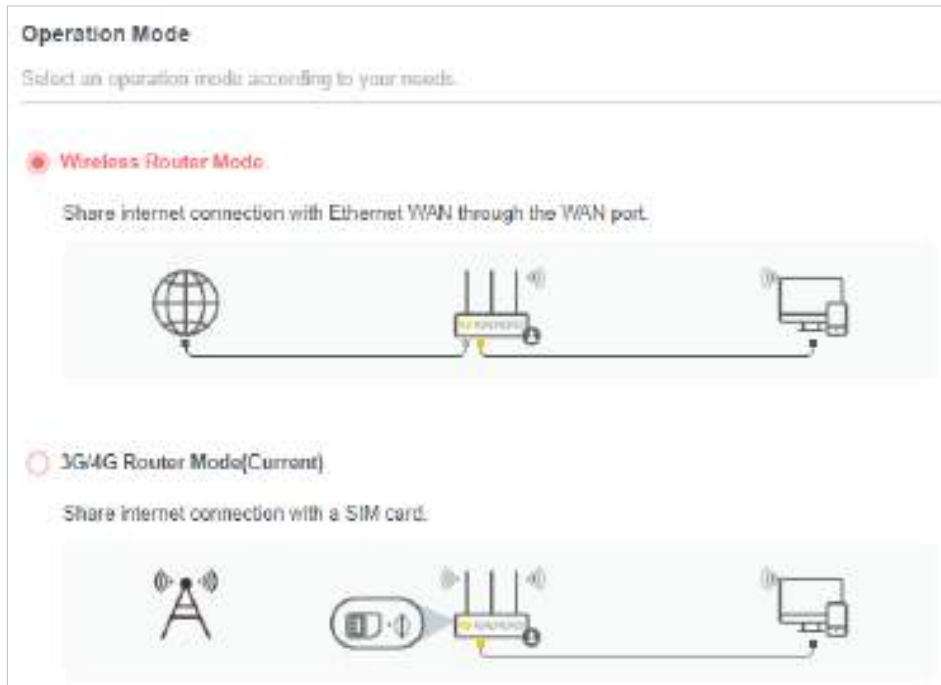 Operation Mode
Select an operation mode according to your needs.
Wireless Router Mode
Share internet connection with Ethernet WAN through the WAN port.
3G/4G Router Mode(Current)
Share internet connection with a SIM card.